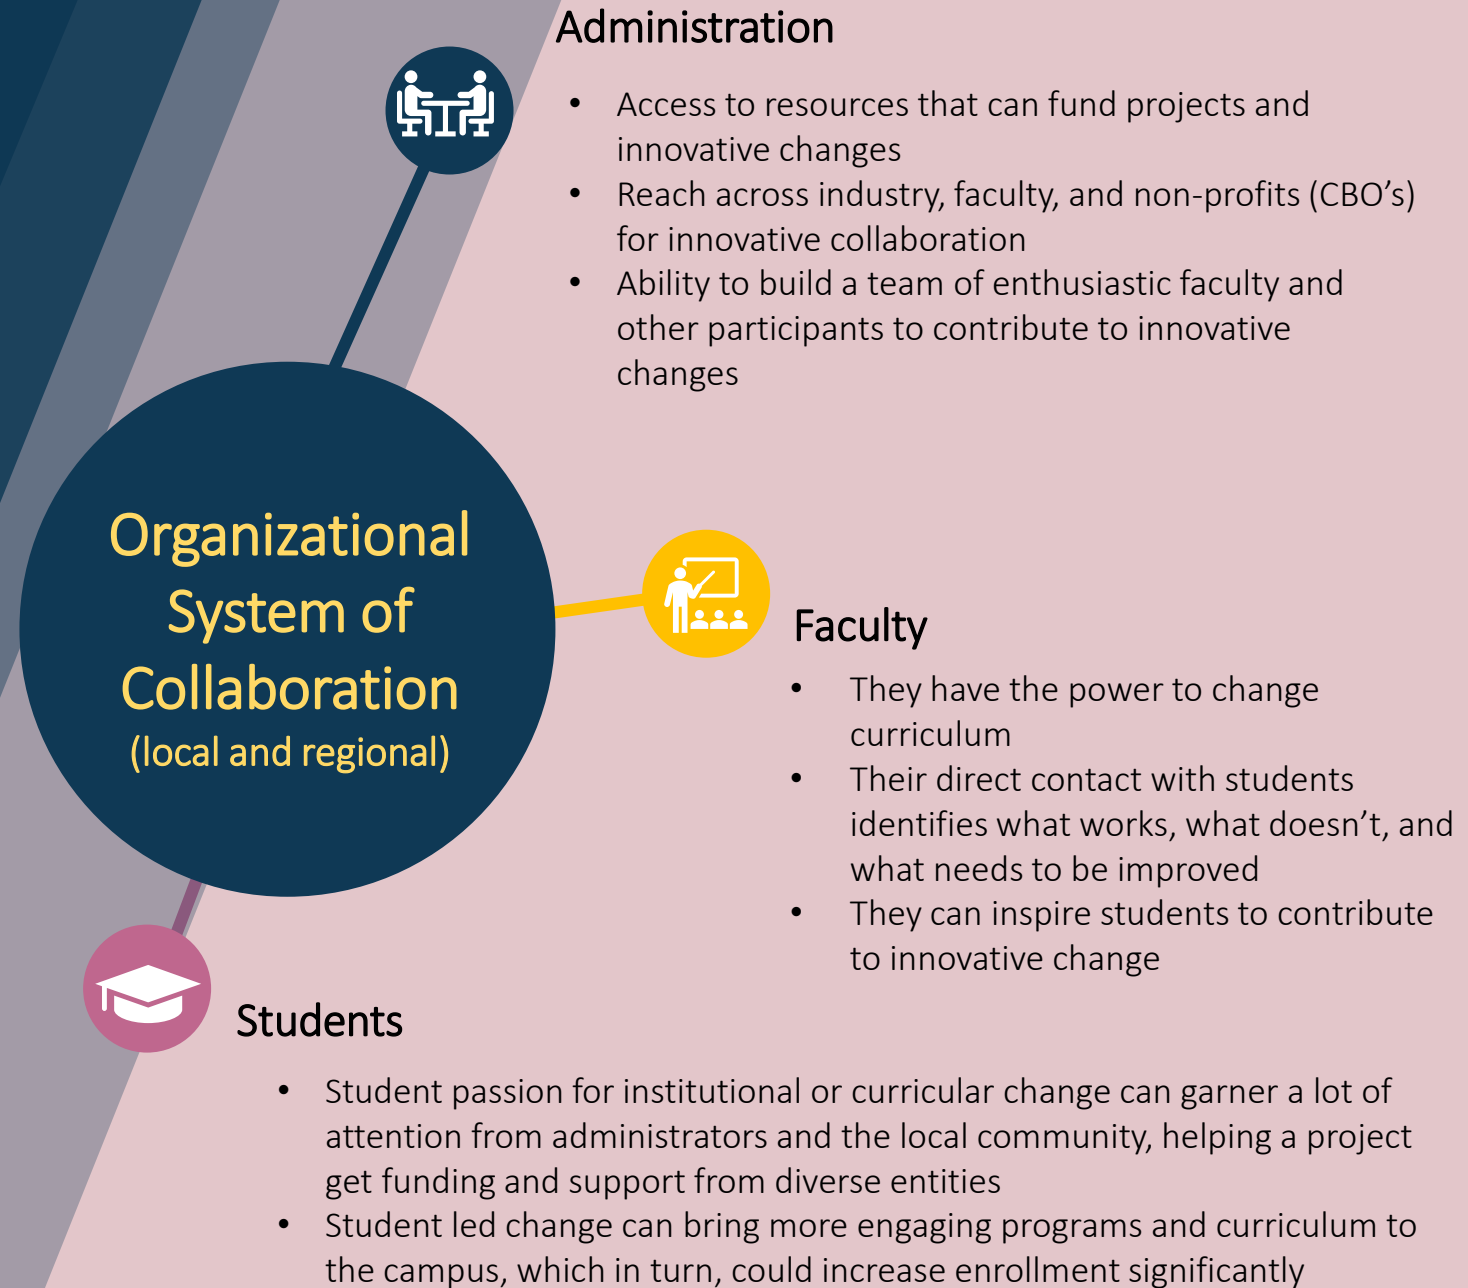 Administration
• Access to resources that can fund projects and
innovative changes
• Reach across industry, faculty, and non-profits (CBO’s)
for innovative collaboration
• Ability to build a team of enthusiastic faculty and
other participants to contribute to innovative
changes
Organizational
System of
Collaboration
(local and regional)
Faculty
• They have the power to change
curriculum
• Their direct contact with students
identifies what works, what doesn’t, and
what needs to be improved
• They can inspire students to contribute
to innovative change
Students
• Student passion for institutional or curricular change can garner a lot of
attention from administrators and the local community, helping a project
get funding and support from diverse entities
• Student led change can bring more engaging programs and curriculum to
the campus, which in turn, could increase enrollment significantly